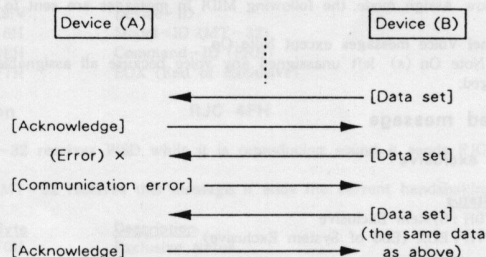 Device (A) Device (B)
[Data set]
[Acknowledge]
(Error) × [Data set]
[Communication error]
[Data set]
(the same data
[Acknowledge] as above)